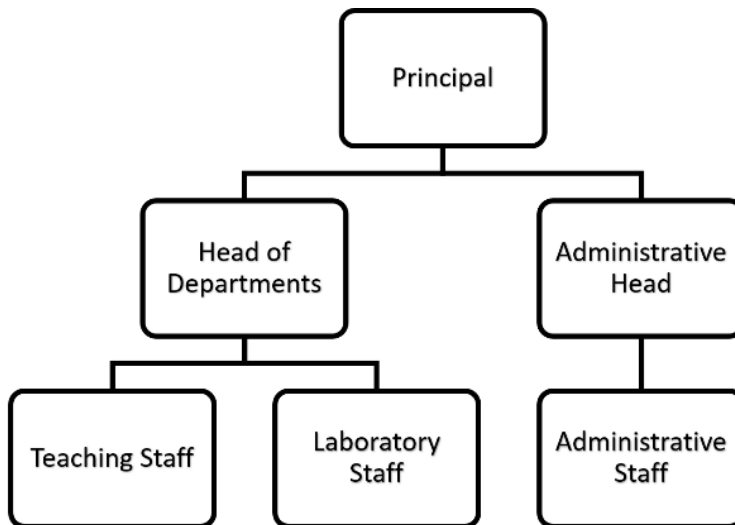 Principal
Head of
Departments
Administrative
Head
Teaching Staff
Laboratory
Staff
Administrative
Staff